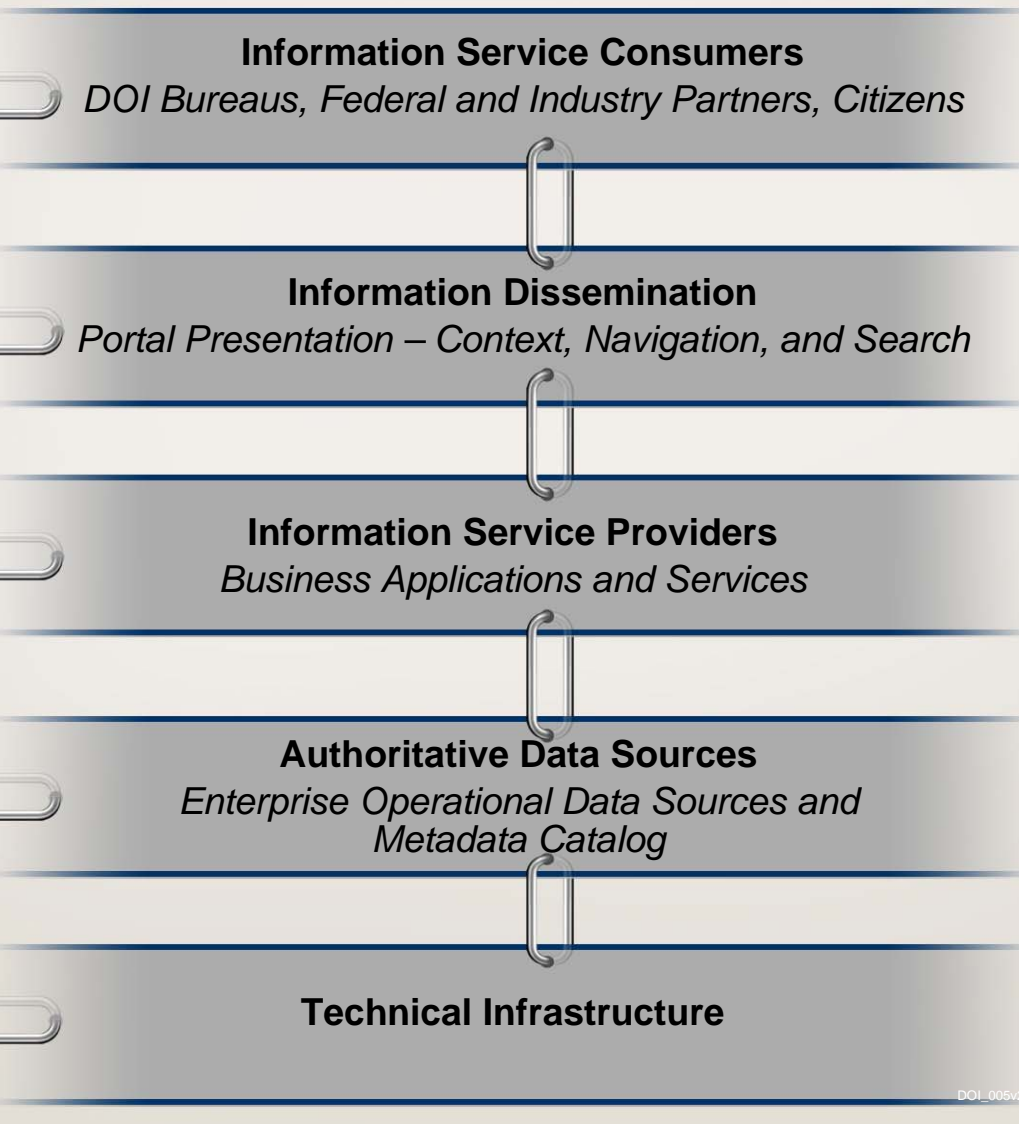 Information Service Consumers
DOI Bureaus, Federal and Industry Partners, Citizens
Information Dissemination
Portal Presentation – Context, Navigation, and Search
Information Service Providers
Business Applications and Services
Authoritative Data Sources
Enterprise Operational Data Sources and
Metadata Catalog
Technical Infrastructure